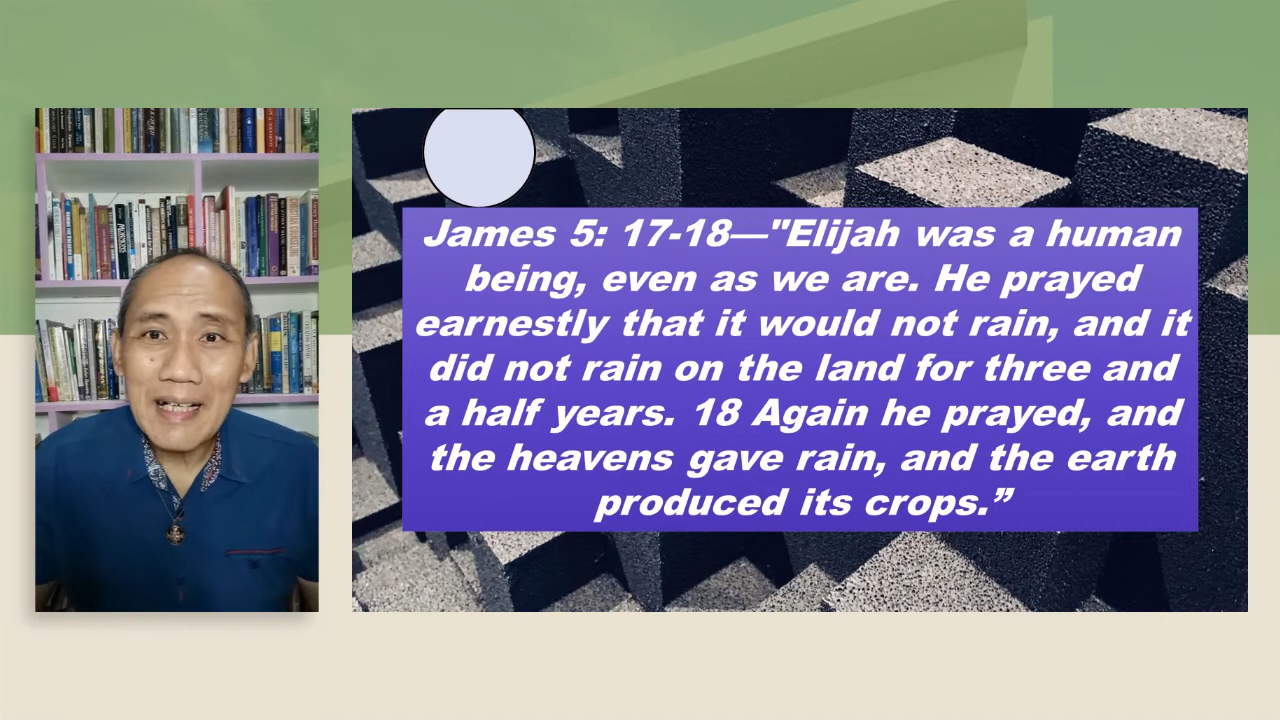 James 5: 17-18—"Elijah was a human
being, even as we are. He prayed
earnestly that it would not rain, and it
did not rain on the land for three and
a half years. 18 Again he prayed, and
the heavens gave rain, and the earth
produced its crops.”